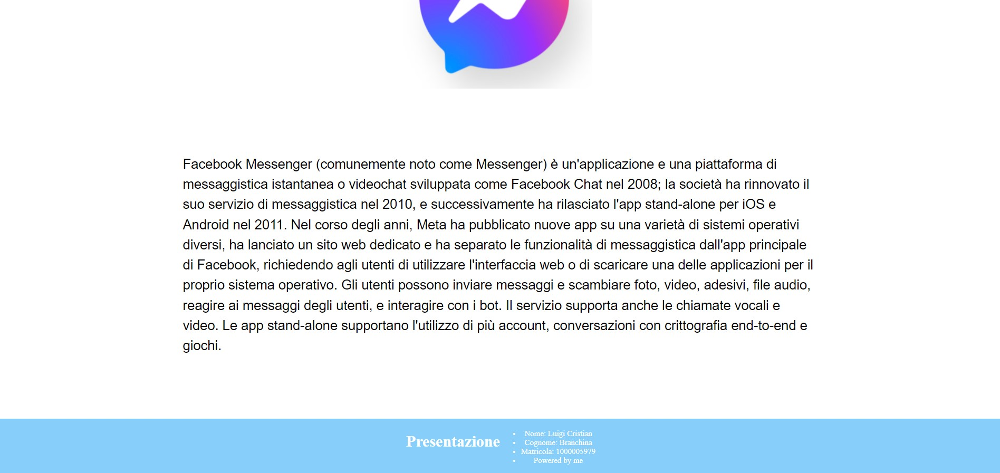 Facebook Messenger (comunemente noto come Messenger) è un'applicazione e una piattaforma di
messaggistica istantanea o videochat sviluppata come Facebook Chat nel 2008; la società ha rinnovato il
suo servizio di messaggistica nel 2010, e successivamente ha rilasciato l'app stand-alone per iOS e
Android nel 2011. Nel corso degli anni, Meta ha pubblicato nuove app su una varietà di sistemi operativi
diversi, ha lanciato un sito web dedicato e ha separato le funzionalità di messaggistica dall'app principale
di Facebook, richiedendo agli utenti di utilizzare l'interfaccia web o di scaricare una delle applicazioni per il
proprio sistema operativo. Gli utenti possono inviare messaggi e scambiare foto, video, adesivi, file audio,
reagire ai messaggi degli utenti, e interagire con i bot. Il servizio supporta anche le chiamate vocali e
video. Le app stand-alone supportano l'utilizzo di più account, conversazioni con crittografia end-to-end e
giochi.
Presentazione
• Nome: Luigi Cristian
• Cognome: Branchina
• Matricola: 1000005979
• Powered by me